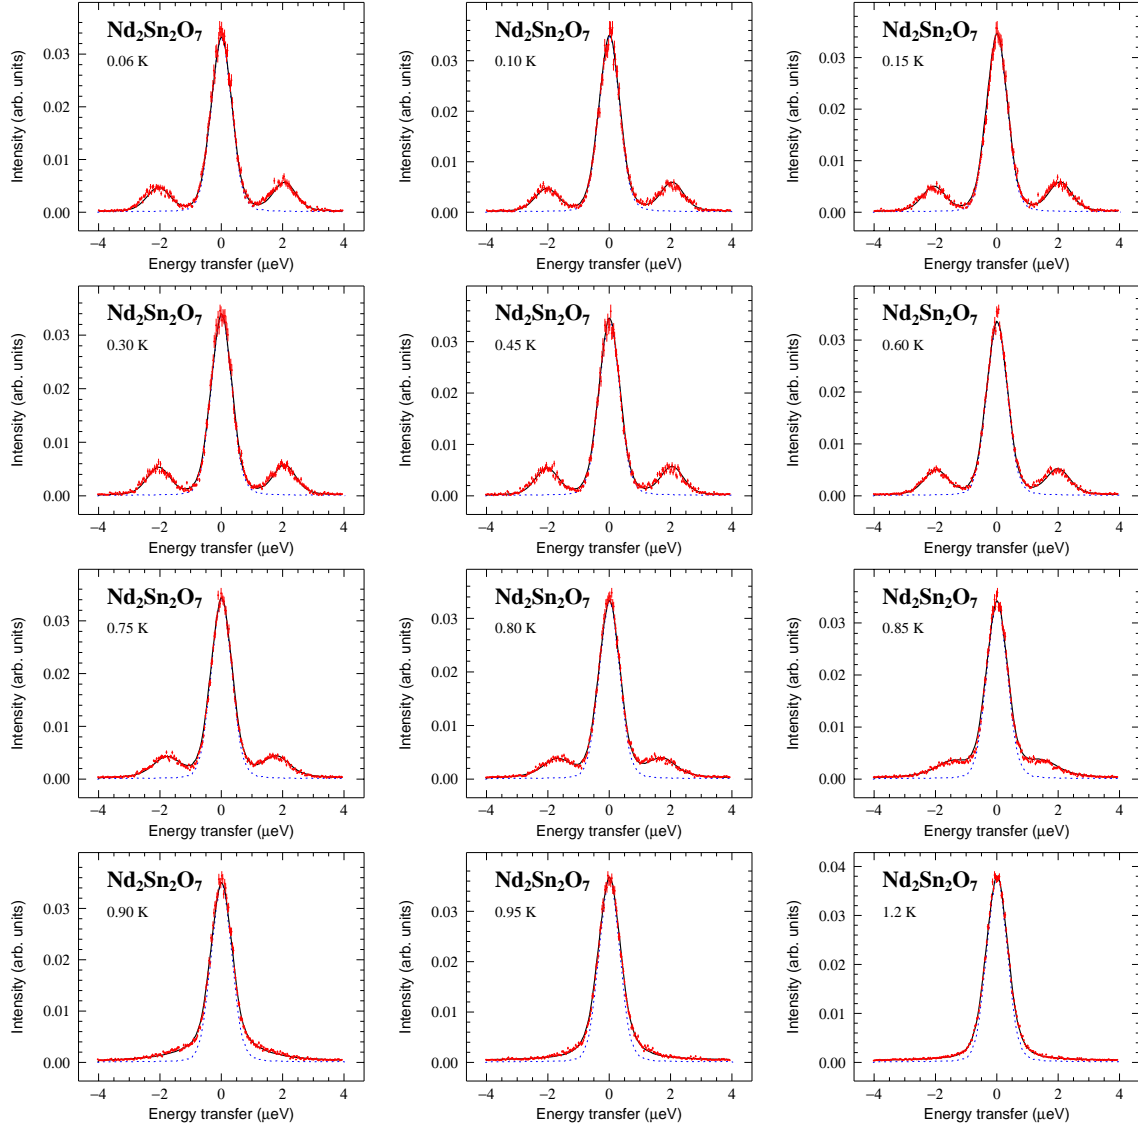 Nd2Sn2O7
0.06 K
Intensity (arb. units)
0.03
0.02
0.01
0.00
−4 −2 0 2 4
Energy transfer (μeV)
Nd2Sn2O7
0.10 K
Intensity (arb. units)
0.03
0.02
0.01
0.00
−4 −2 0 2 4
Energy transfer (μeV)
Nd2Sn2O7
0.15 K
Intensity (arb. units)
0.03
0.02
0.01
0.00
−4 −2 0 2 4
Energy transfer (μeV)
Nd2Sn2O7
0.30 K
Intensity (arb. units)
0.03
0.02
0.01
0.00
−4 −2 0 2 4
Energy transfer (μeV)
Nd2Sn2O7
0.45 K
Intensity (arb. units)
0.03
0.02
0.01
0.00
−4 −2 0 2 4
Energy transfer (μeV)
Nd2Sn2O7
0.60 K
Intensity (arb. units)
0.03
0.02
0.01
0.00
−4 −2 0 2 4
Energy transfer (μeV)
Nd2Sn2O7
0.75 K
Intensity (arb. units)
0.03
0.02
0.01
0.00
−4 −2 0 2 4
Energy transfer (μeV)
Nd2Sn2O7
0.80 K
Intensity (arb. units)
0.03
0.02
0.01
0.00
−4 −2 0 2 4
Energy transfer (μeV)
Nd2Sn2O7
0.85 K
Intensity (arb. units)
0.03
0.02
0.01
0.00
−4 −2 0 2 4
Energy transfer (μeV)
Nd2Sn2O7
0.90 K
Intensity (arb. units)
0.03
0.02
0.01
0.00
−4 −2 0 2 4
Energy transfer (μeV)
Nd2Sn2O7
0.95 K
Intensity (arb. units)
0.03
0.02
0.01
0.00
−4 −2 0 2 4
Energy transfer (μeV)
Nd2Sn2O7
1.2 K
Intensity (arb. units)
0.04
0.03
0.02
0.01
0.00
−4 −2 0 2 4
Energy transfer (μeV)